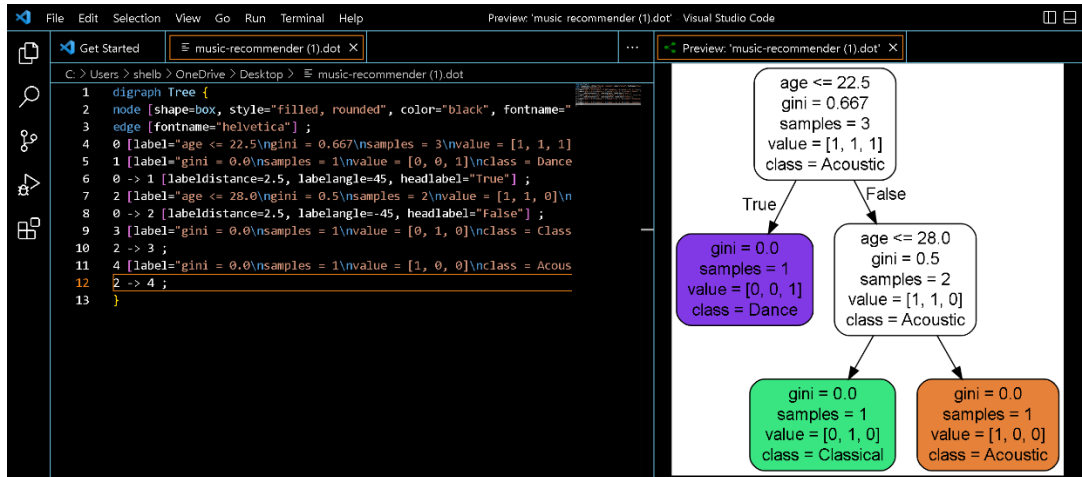 File Edit Selection View Go Run Terminal Help Preview: 'music recommender (1).dot' Visual Studio Code
Get Started music-recommender (1).dot Preview: 'music-recommender (1).dot'
C: > Users > shelb > OneDrive > Desktop > music-recommender (1).dot
1 digraph Tree {
2 node [shape=box, style="filled, rounded", color="black", fontname="
3 edge [fontname="helvetica"] ;
4 0 [label="age <= 22.5\ngini = 0.667\nsamples = 3\nvalue = [1, 1, 1]
5 1 [label="gini = 0.0\nsamples = 1\nvalue = [0, 0, 1]\nclass = Dance
6 0 -> 1 [labeldistance=2.5, labelangle=45, headlabel="True"] ;
7 2 [label="age <= 28.0\ngini = 0.5\nsamples = 2\nvalue = [1, 1, 0]\n
8 0 -> 2 [labeldistance=2.5, labelangle=-45, headlabel="False"] ;
9 3 [label="gini = 0.0\nsamples = 1\nvalue = [0, 1, 0]\nclass = Class
10 2 -> 3 ;
11 4 [label="gini = 0.0\nsamples = 1\nvalue = [1, 0, 0]\nclass = Acous
12 2 -> 4 ;
13 }
age <= 22.5
gini = 0.667
samples = 3
value = [1, 1, 1]
class = Acoustic
True
False
gini = 0.0
samples = 1
value = [0, 0, 1]
class = Dance
age <= 28.0
gini = 0.5
samples = 2
value = [1, 1, 0]
class = Acoustic
gini = 0.0
samples = 1
value = [0, 1, 0]
class = Classical
gini = 0.0
samples = 1
value = [1, 0, 0]
class = Acoustic